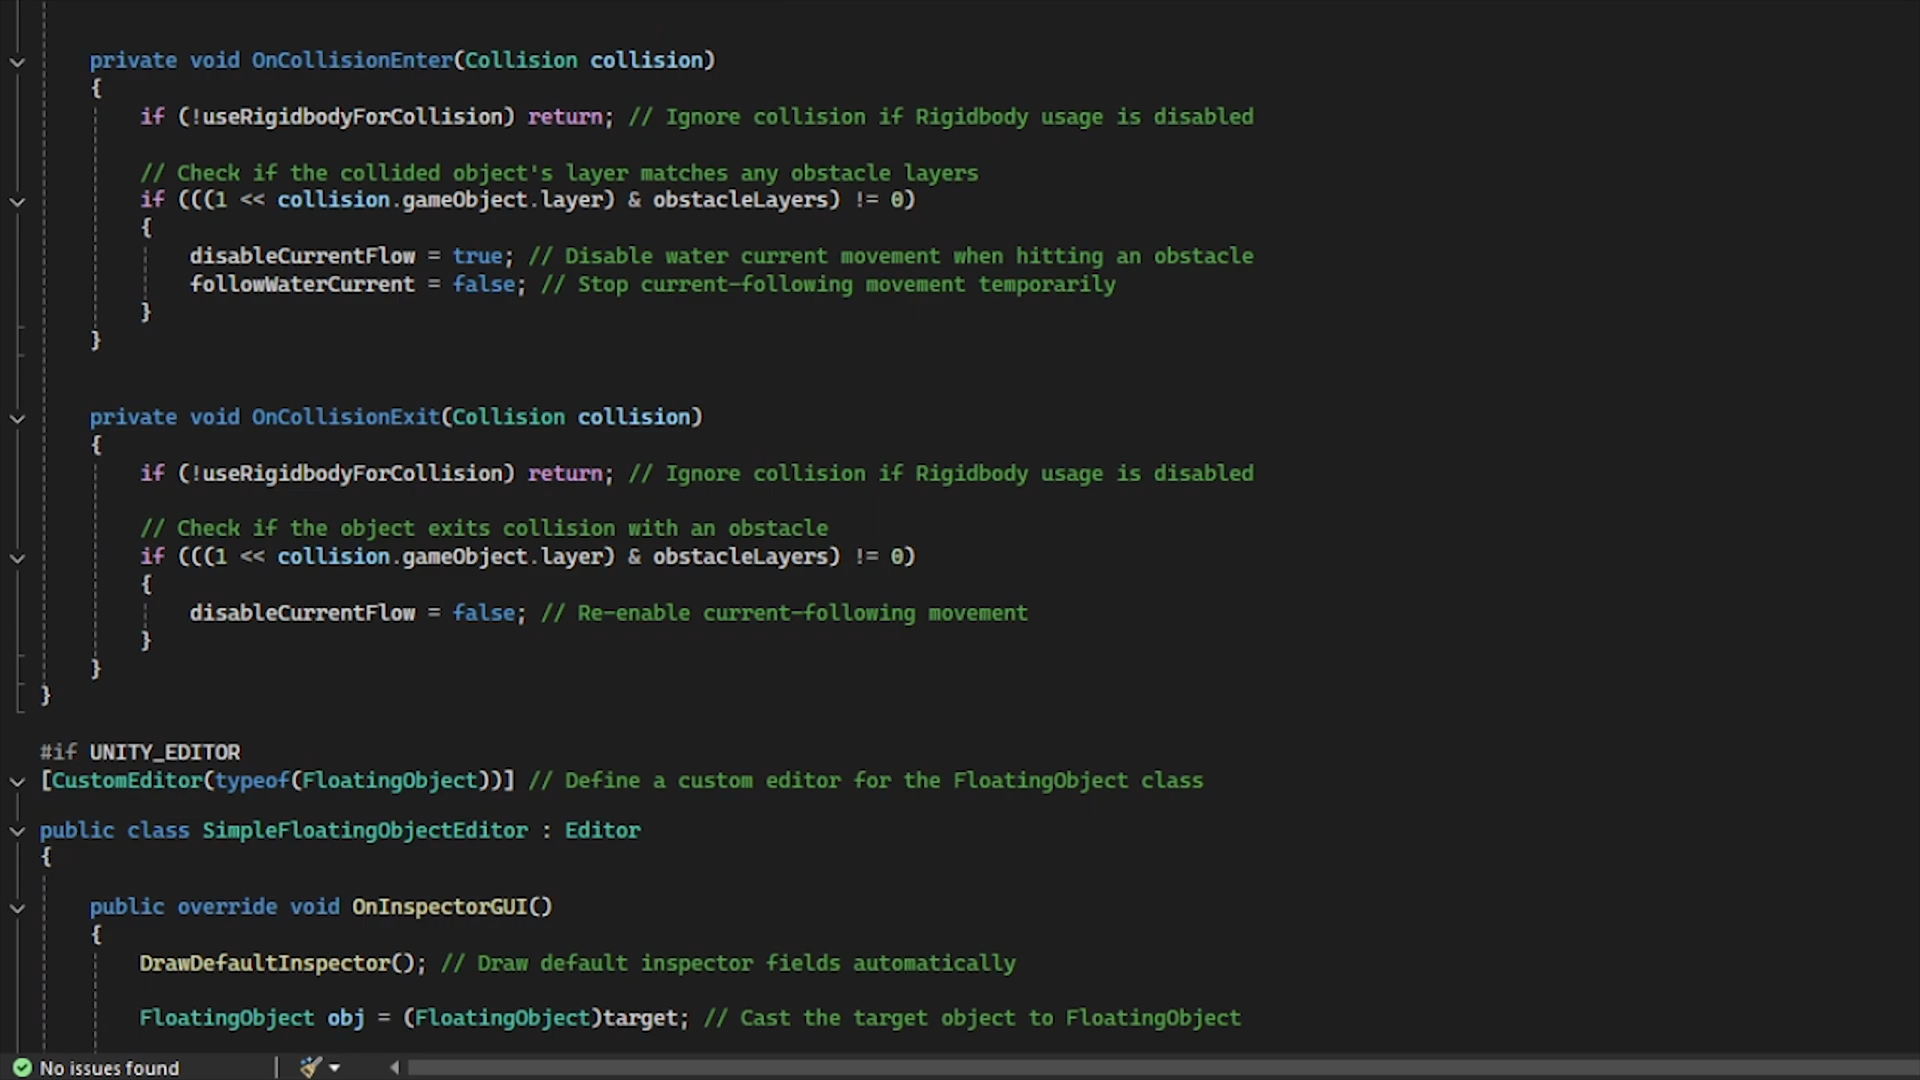 private void OnCollisionEnter(Collision collision)
{
if (!useRigidbodyForCollision) return; // Ignore collision if Rigidbody usage is disabled
// Check if the collided object's layer matches any obstacle layers
if (((1 << collision.gameObject.layer) & obstacleLayers) != 0)
{
disableCurrentFlow = true; // Disable water current movement when hitting an obstacle
followWaterCurrent = false; // Stop current-following movement temporarily
}
}
private void OnCollisionExit(Collision collision)
{
if (!useRigidbodyForCollision) return; // Ignore collision if Rigidbody usage is disabled
// Check if the object exits collision with an obstacle
if (((1 << collision.gameObject.layer) & obstacleLayers) != 0)
{
disableCurrentFlow = false; // Re-enable current-following movement
}
}
}
#if UNITY_EDITOR
[CustomEditor(typeof(FloatingObject))] // Define a custom editor for the FloatingObject class
public class SimpleFloatingObjectEditor : Editor
{
public override void OnInspectorGUI()
{
DrawDefaultInspector(); // Draw default inspector fields automatically
FloatingObject obj = (FloatingObject)target; // Cast the target object to FloatingObject
No issues found